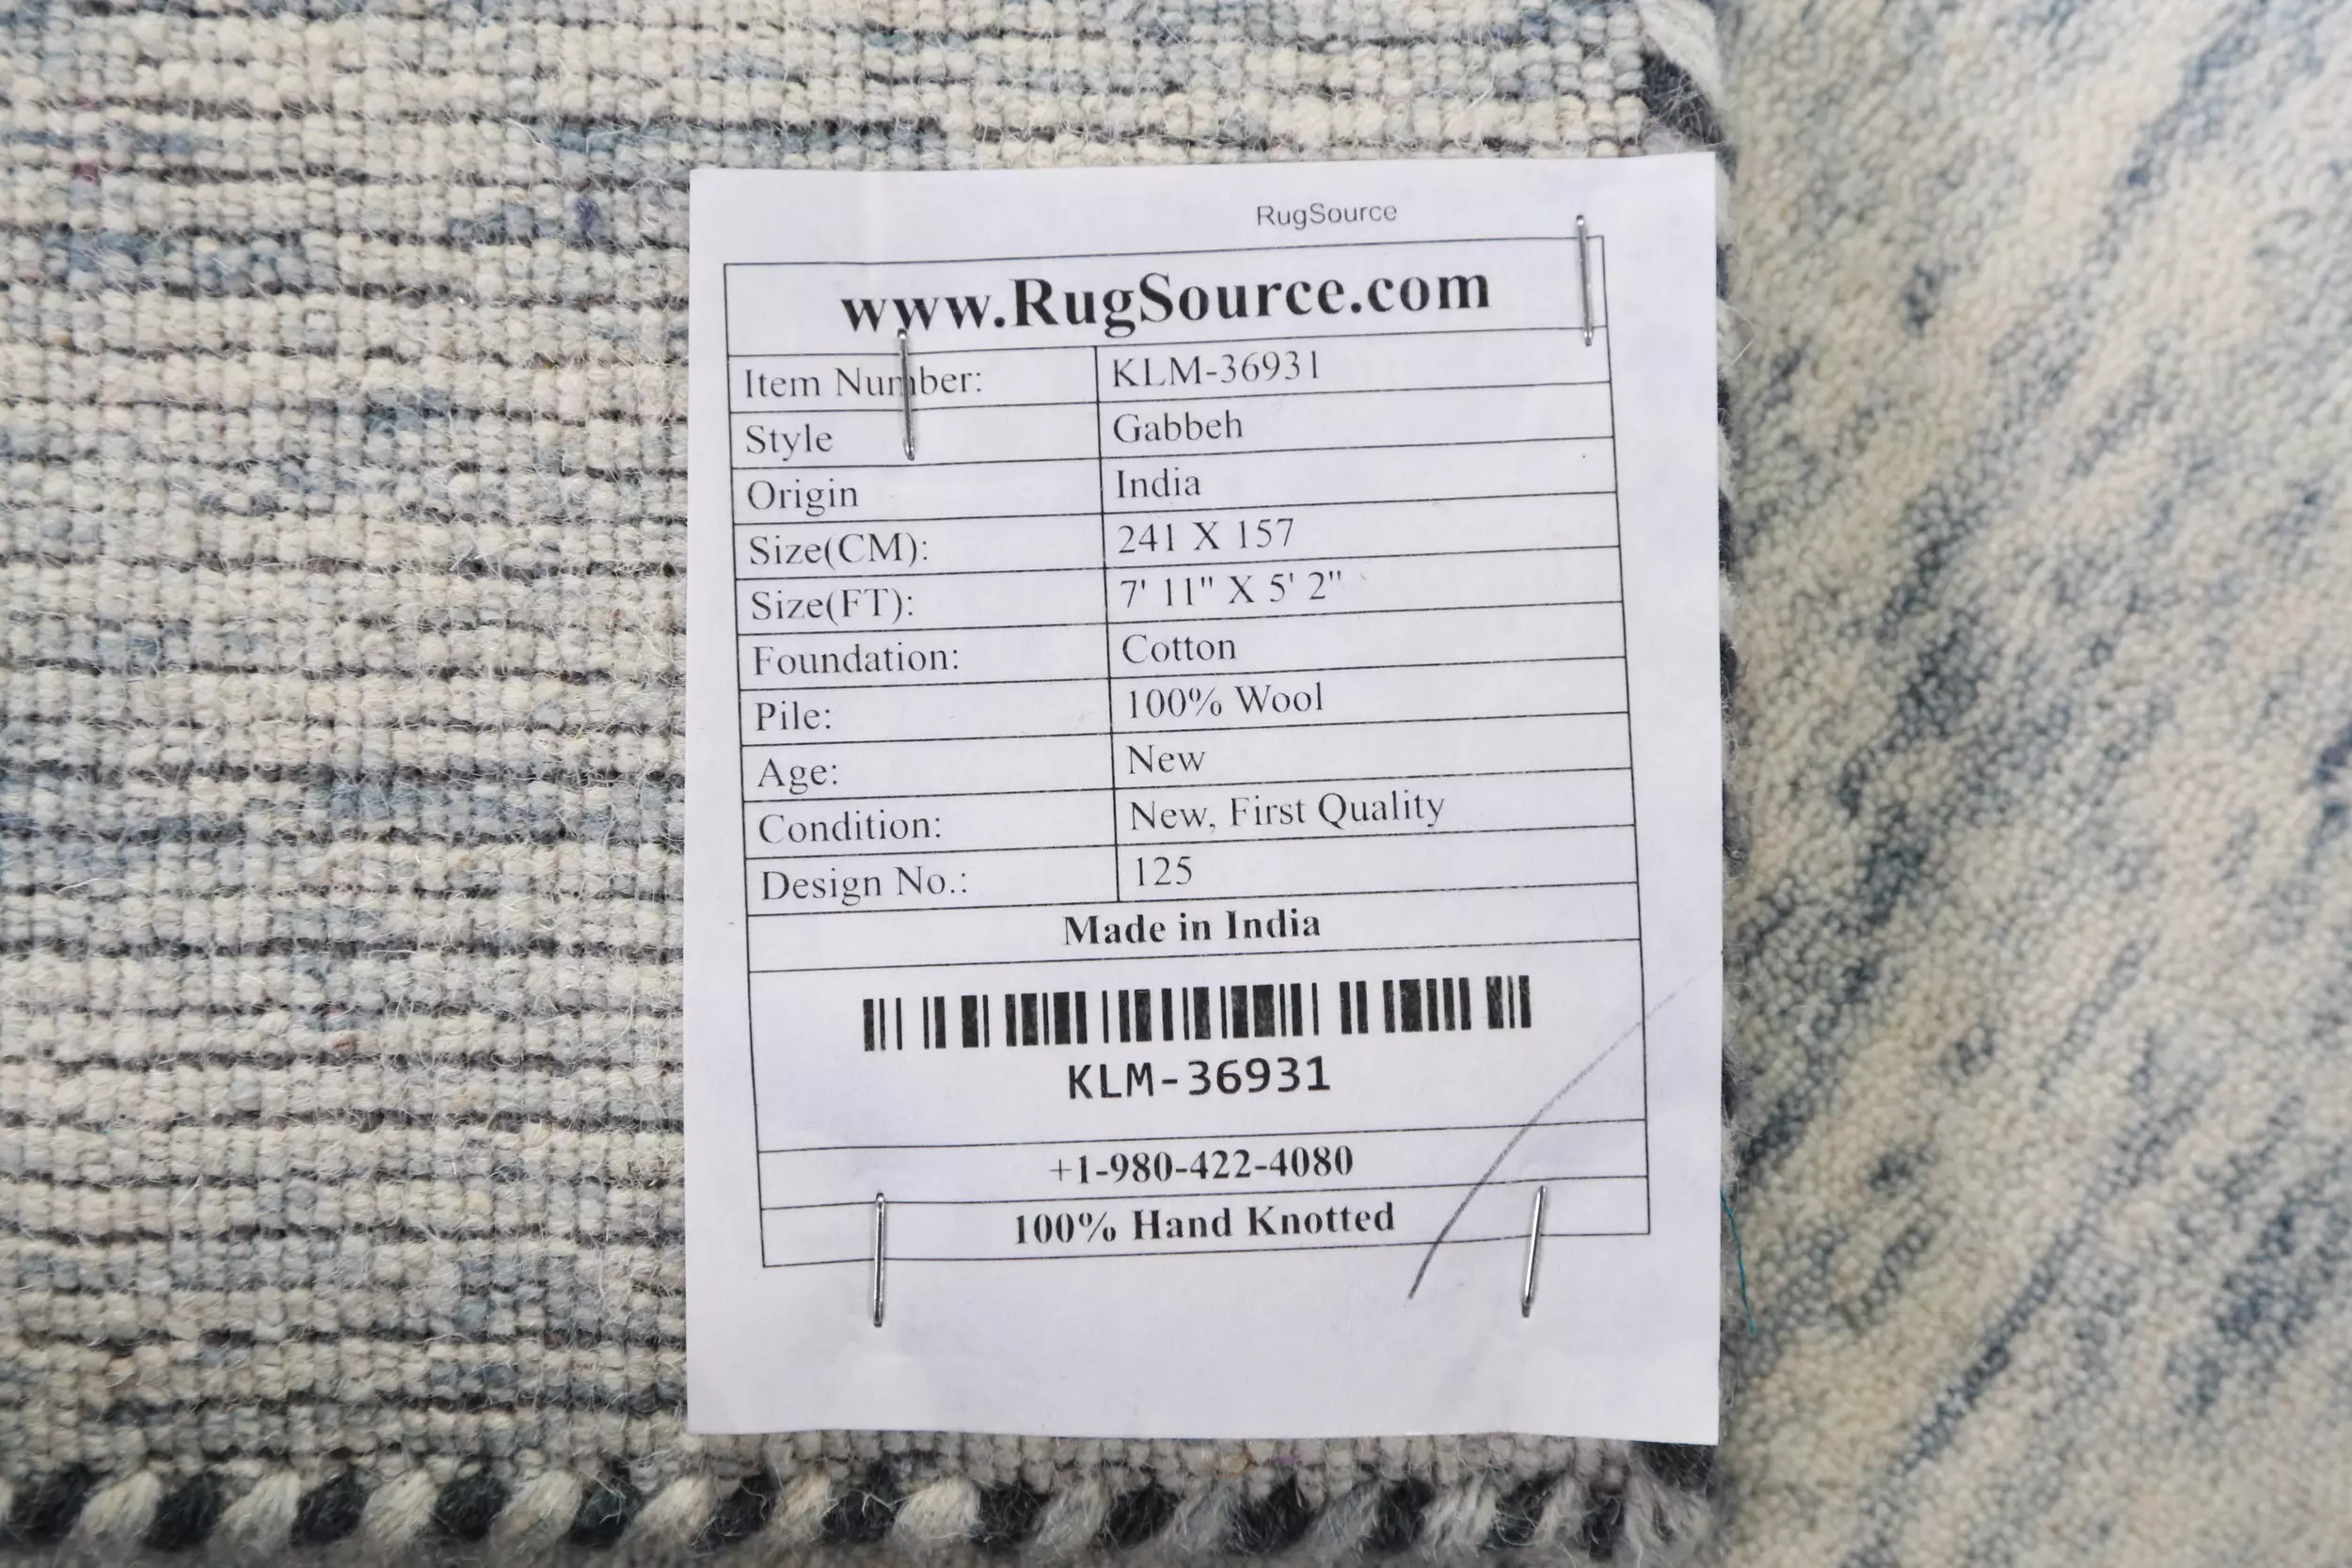 RugSource
www.RugSource.com
Item Number: KLM-36931
Style Gabbeh
Origin India
Size(CM): 241 X 157
Size(FT): 7' 11" X 5' 2"
Foundation: Cotton
Pile: 100% Wool
Age: New
Condition: New, First Quality
Design No.: 125
Made in India
KLM-36931
+1-980-422-4080
100% Hand Knotted